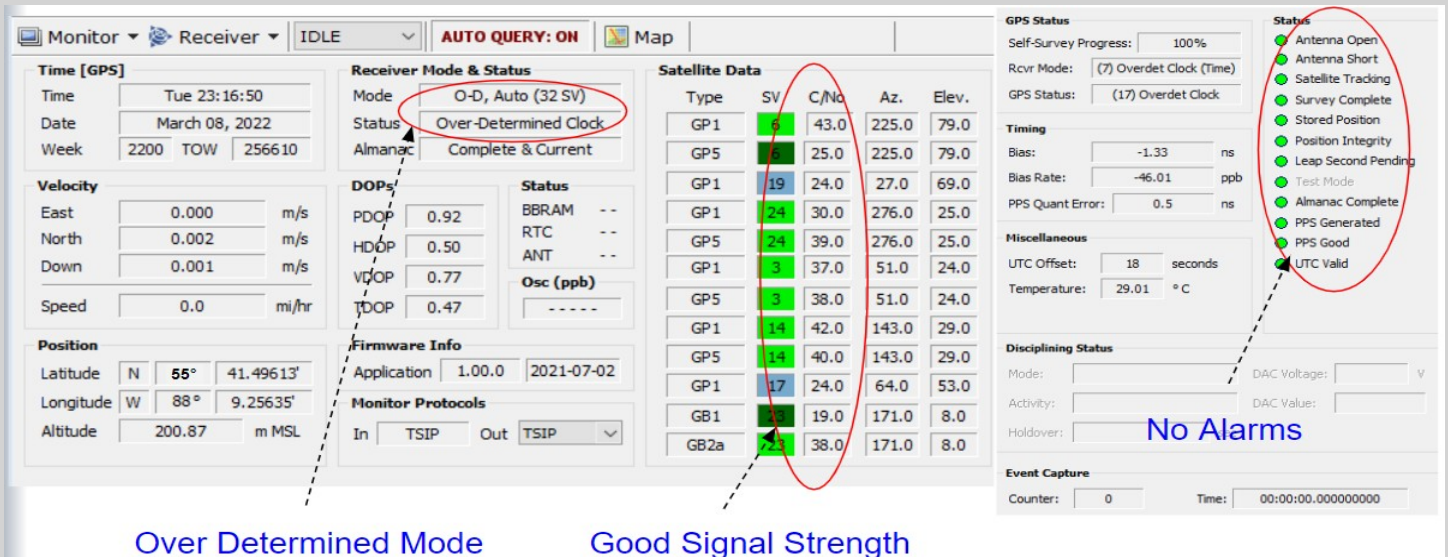 Monitor Receiver IDLE AUTO QUERY: ON Map
Time [GPS]
Time Tue 23:16:50
Date March 08, 2022
Week 2200 TOW 256610
Velocity
East 0.000 m/s
North 0.002 m/s
Down 0.001 m/s
Speed 0.0 mi/hr
Position
Latitude N 55° 41.49613'
Longitude W 88° 9.25635'
Altitude 200.87 m MSL
Receiver Mode & Status
Mode O-D, Auto (32 SV)
Status Over-Determined Clock
Almanac Complete & Current
DOPs
PDOP 0.92
HDOP 0.50
VDOP 0.77
TDOP 0.47
Status
BBRAM - -
RTC - -
ANT - -
Osc (ppb)
- - - - -
Firmware Info
Application 1.00.0 2021-07-02
Monitor Protocols
In TSIP Out TSIP
Satellite Data
Type SV C/No Az. Elev.
GP1 6 43.0 225.0 79.0
GP5 6 25.0 225.0 79.0
GP1 19 24.0 27.0 69.0
GP1 24 30.0 276.0 25.0
GP5 24 39.0 276.0 25.0
GP1 3 37.0 51.0 24.0
GP5 3 38.0 51.0 24.0
GP1 14 42.0 143.0 29.0
GP5 14 40.0 143.0 29.0
GP1 17 24.0 64.0 53.0
GB1 23 19.0 171.0 8.0
GB2a 23 38.0 171.0 8.0
GPS Status
Self-Survey Progress: 100%
Rcvr Mode: (7) Overdet Clock (Time)
GPS Status: (17) Overdet Clock
Timing
Bias: -1.33 ns
Bias Rate: -46.01 ppb
PPS Quant Error: 0.5 ns
Miscellaneous
UTC Offset: 18 seconds
Temperature: 29.01 °C
Status
Antenna Open
Antenna Short
Satellite Tracking
Survey Complete
Stored Position
Position Integrity
Leap Second Pending
Test Mode
Almanac Complete
PPS Generated
PPS Good
UTC Valid
Disciplining Status
Mode: DAC Voltage: V
Activity: DAC Value:
Holdover:
No Alarms
Event Capture
Counter: 0 Time: 00:00:00.000000000
Over Determined Mode
Good Signal Strength